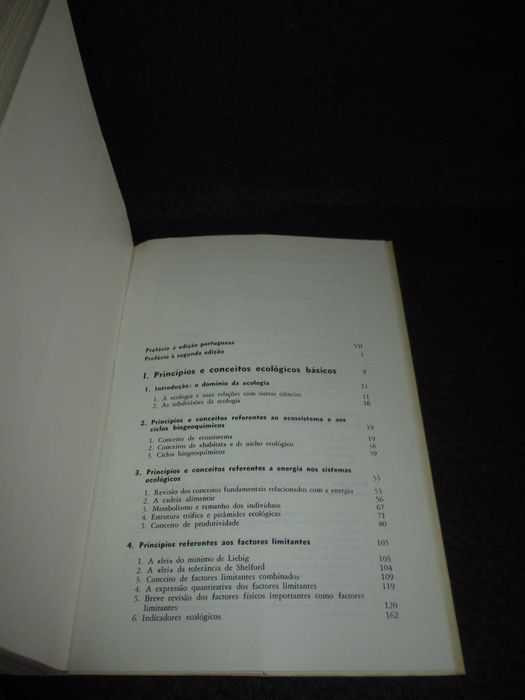 Prefácio à edição portuguesa VII
Prefácio à segunda edição 1
1. Princípios e conceitos ecológicos básicos 9
1. Introdução: o domínio da ecologia 11
1. A ecologia e suas relações com outras ciências 11
2. As subdivisões da ecologia 16
2. Princípios e conceitos referentes ao ecossistema e aos
ciclos biogeoquímicos 19
1. Conceito de ecossistema 19
2. Conceitos de «habitat» e de nicho ecológico 36
3. Ciclos biogeoquímicos 39
3. Princípios e conceitos referentes a energia nos sistemas
ecológicos 53
1. Revisão dos conceitos fundamentais relacionados com a energia 53
2. A cadeia alimentar 56
3. Metabolismo e tamanho dos indivíduos 67
4. Estrutura trófica e pirâmides ecológicas 71
5. Conceito de produtividade 80
4. Princípios referentes aos factores limitantes 103
1. A «lei» do mínimo de Liebig 103
2. A «lei» da tolerância de Shelford 104
3. Conceito de factores limitantes combinados 109
4. A expressão quantitativa dos factores limitantes 119
5. Breve revisão dos factores físicos importantes como factores
limitantes 120
6. Indicadores ecológicos 162